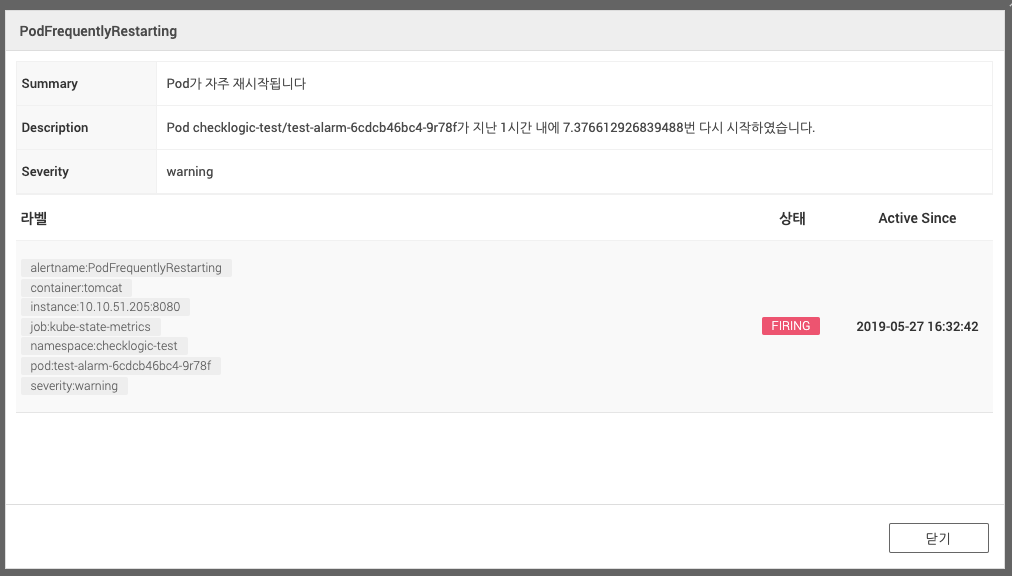 PodFrequentlyRestarting
Summary Pod가 자주 재시작됩니다
Description Pod checklogic-test/test-alarm-6cdcb46bc4-9r78f가 지난 1시간 내에 7.376612926839488번 다시 시작하였습니다.
Severity warning
라벨 상태 Active Since
alertname:PodFrequentlyRestarting
container:tomcat
instance:10.10.51.205:8080
job:kube-state-metrics FIRING 2019-05-27 16:32:42
namespace:checklogic-test
pod:test-alarm-6cdcb46bc4-9r78f
severity:warning
닫기